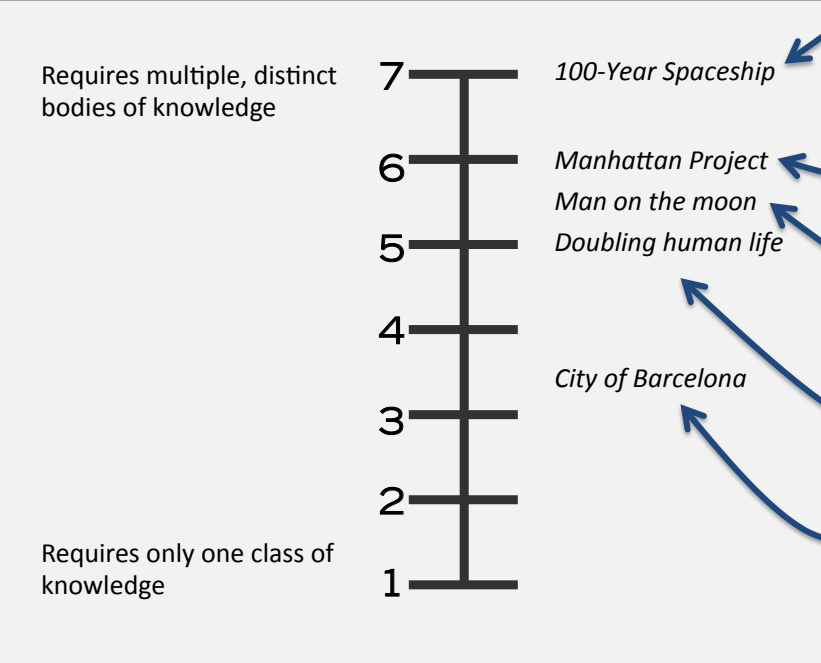 Requires multiple, distinct
bodies of knowledge
7
100-Year Spaceship
6
Manhattan Project
Man on the moon
5
Doubling human life
4
City of Barcelona
3
2
Requires only one class of
knowledge
1